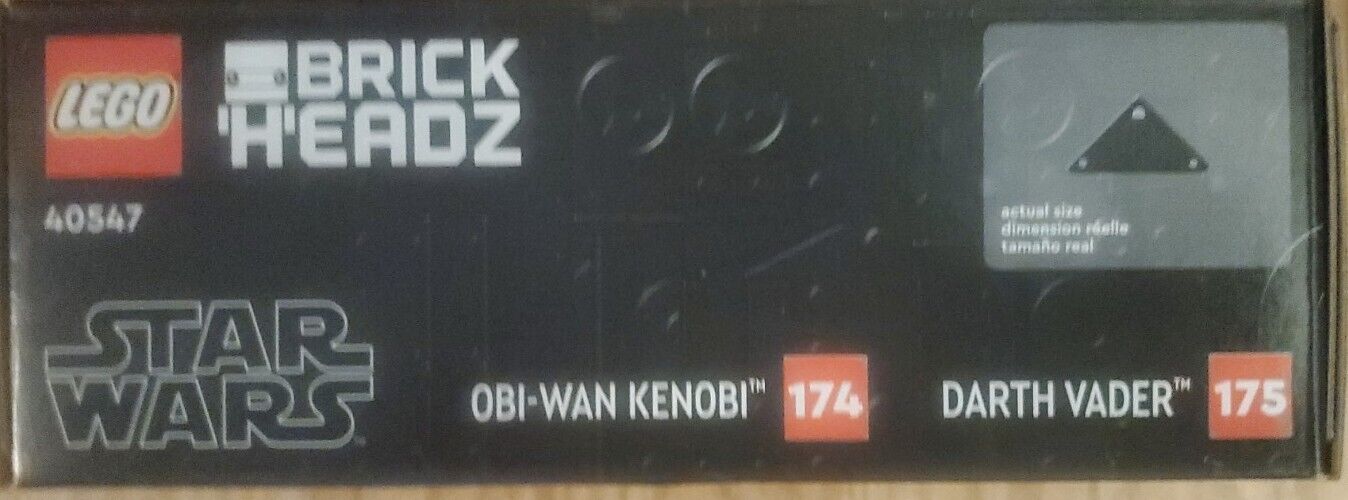 LEGO
BRICK
HEADZ
40547
actual size
dimension réelle
tamaño real
STAR
WARS
OBI-WAN KENOBI™ 174
DARTH VADER™ 175